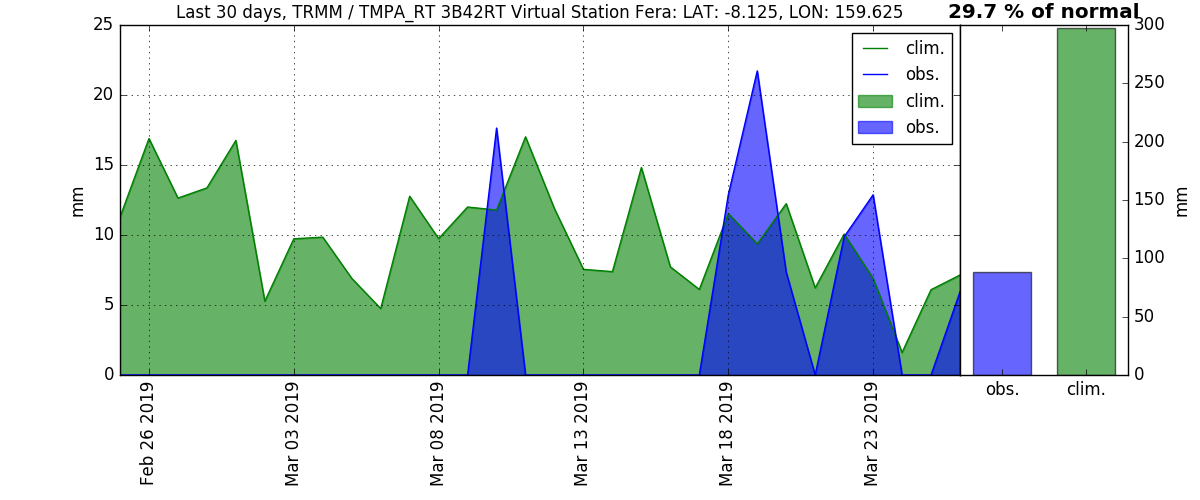 Last 30 days, TRMM / TMPA_RT 3B42RT Virtual Station Fera: LAT: -8.125, LON: 159.625
29.7 % of normal
25
20
15
10
5
0
mm
clim.
obs.
clim.
obs.
300
250
200
150
100
50
0
mm
obs.
clim.
Feb 26 2019
Mar 03 2019
Mar 08 2019
Mar 13 2019
Mar 18 2019
Mar 23 2019